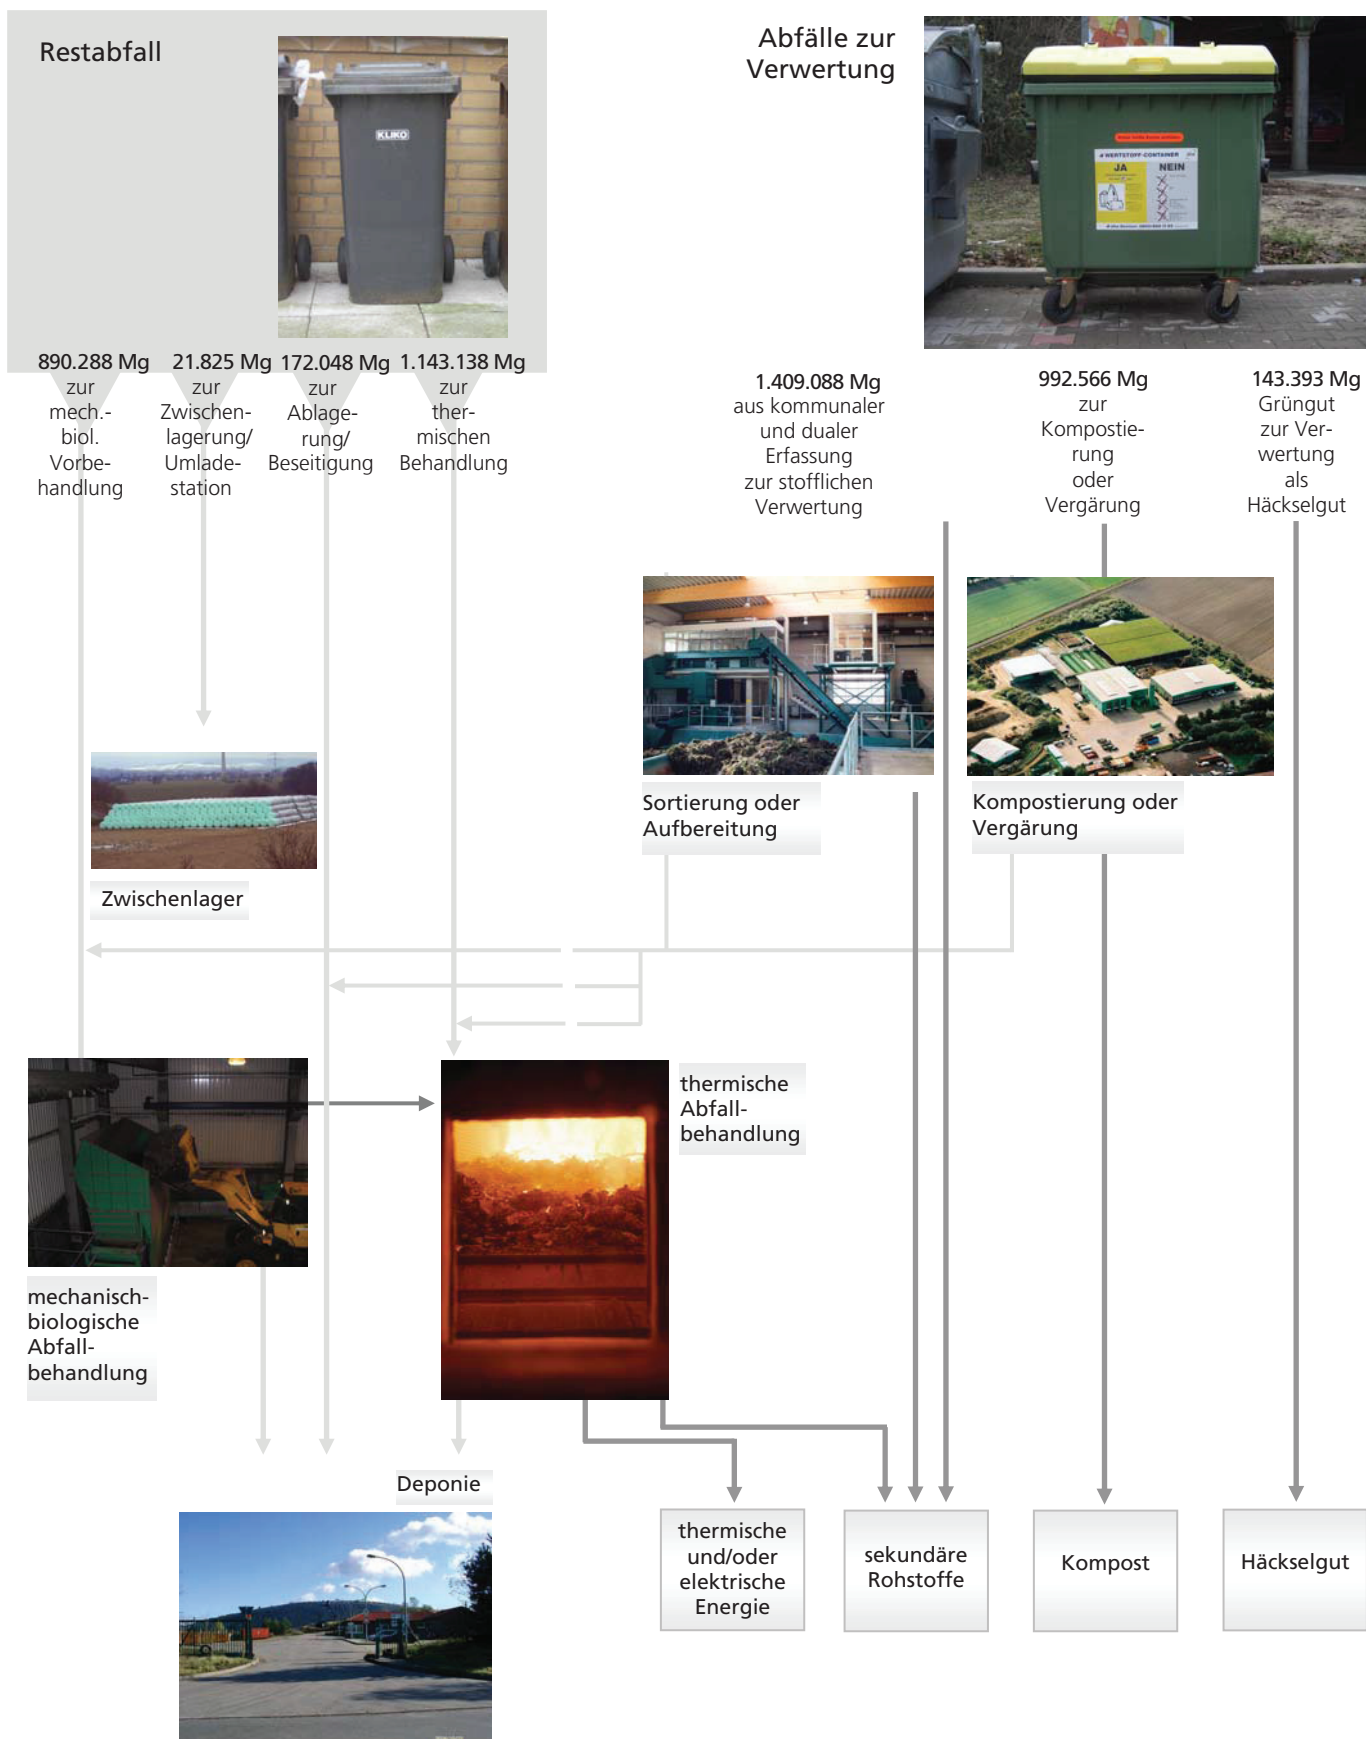 Restabfall
KLIKO
Abfälle zur
Verwertung
WERTSTOFF-CONTAINER
JA
NEIN
890.288 Mg
zur
mech.-
biol.
Vorbe-
handlung
21.825 Mg
zur
Zwischen-
lagerung/
Umlade-
station
172.048 Mg
zur
Ablage-
rung/
Beseitigung
1.143.138 Mg
zur
ther-
mischen
Behandlung
1.409.088 Mg
aus kommunaler
und dualer
Erfassung
zur stofflichen
Verwertung
992.566 Mg
zur
Kompostie-
rung
oder
Vergärung
143.393 Mg
Grüngut
zur Ver-
wertung
als
Häckselgut
Sortierung oder
Aufbereitung
Kompostierung oder
Vergärung
Zwischenlager
thermische
Abfall-
behandlung
mechanisch-
biologische
Abfall-
behandlung
Deponie
thermische
und/oder
elektrische
Energie
sekundäre
Rohstoffe
Kompost
Häckselgut